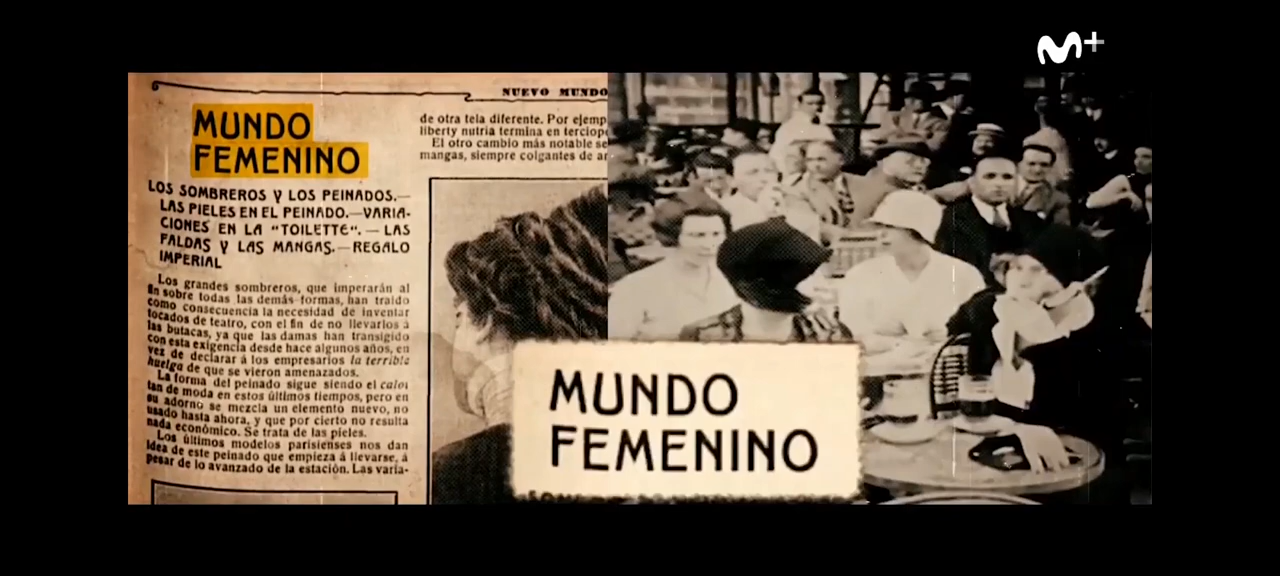 M+
NUEVO MUNDO
MUNDO
FEMENINO
LOS SOMBREROS Y LOS PEINADOS.—
LAS PIELES EN EL PEINADO.—VARIA-
CIONES EN LA "TOILETTE".—LAS
FALDAS Y LAS MANGAS.—REGALO
IMPERIAL
Los grandes sombreros, que imperarán al
fin sobre todas las demás formas, han traído
como consecuencia la necesidad de inventar
tocados de teatro, con el fin de no llevarlos á
las butacas, ya que las damas han transigido
con esta exigencia desde hace algunos años, en
vez de declarar á los empresarios la terrible
huelga de que se vieron amenazados.
La forma del peinado sigue siendo el calot
tan de moda en estos últimos tiempos, pero en
su adorno se mezcla un elemento nuevo, no
usado hasta ahora, y que por cierto no resulta
nada económico. Se trata de las pieles.
Los últimos modelos parisienses nos dan
idea de este peinado que empieza á llevarse, á
pesar de lo avanzado de la estación. Las varia-
de otra tela diferente. Por ejemp
liberty nutria termina en terciope
El otro cambio más notable se
mangas, siempre colgantes de ar
MUNDO
FEMENINO